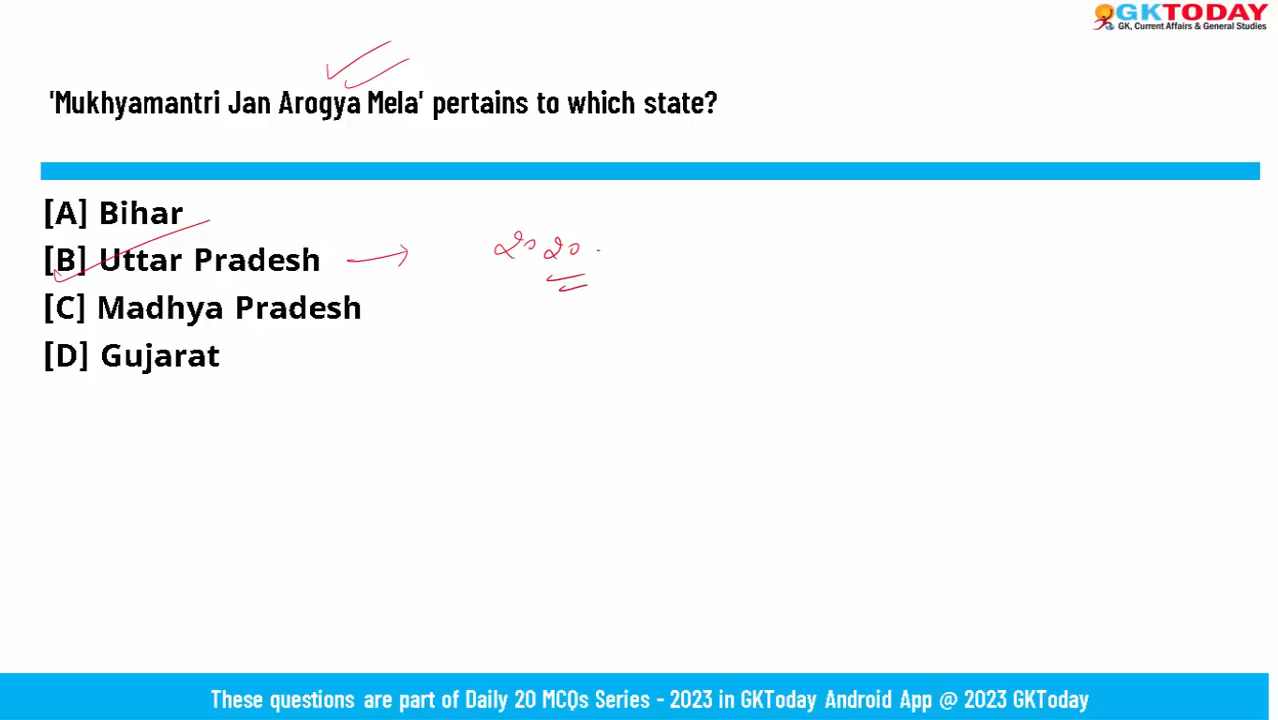 GKTODAY
GK, Current Affairs & General Studies
'Mukhyamantri Jan Arogya Mela' pertains to which state?
[A] Bihar
[B] Uttar Pradesh
2020.
[C] Madhya Pradesh
[D] Gujarat
These questions are part of Daily 20 MCQs Series - 2023 in GKToday Android App @ 2023 GKToday